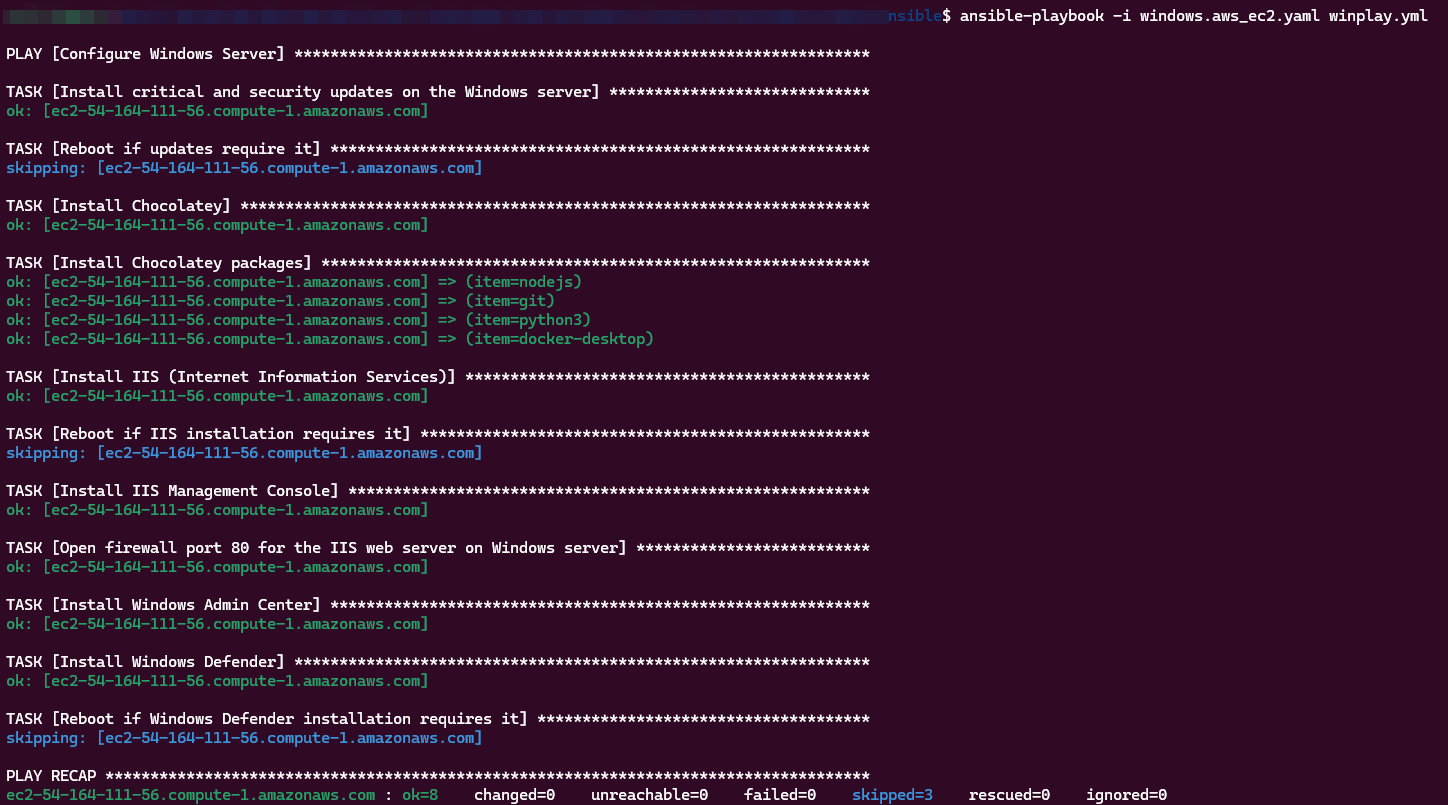 nsible$ ansible-playbook -i windows.aws_ec2.yaml winplay.yml
PLAY [Configure Windows Server] ****************************************************************
TASK [Install critical and security updates on the Windows server] *****************************
ok: [ec2-54-164-111-56.compute-1.amazonaws.com]
TASK [Reboot if updates require it] ************************************************************
skipping: [ec2-54-164-111-56.compute-1.amazonaws.com]
TASK [Install Chocolatey] **********************************************************************
ok: [ec2-54-164-111-56.compute-1.amazonaws.com]
TASK [Install Chocolatey packages] *************************************************************
ok: [ec2-54-164-111-56.compute-1.amazonaws.com] => (item=nodejs)
ok: [ec2-54-164-111-56.compute-1.amazonaws.com] => (item=git)
ok: [ec2-54-164-111-56.compute-1.amazonaws.com] => (item=python3)
ok: [ec2-54-164-111-56.compute-1.amazonaws.com] => (item=docker-desktop)
TASK [Install IIS (Internet Information Services)] *********************************************
ok: [ec2-54-164-111-56.compute-1.amazonaws.com]
TASK [Reboot if IIS installation requires it] **************************************************
skipping: [ec2-54-164-111-56.compute-1.amazonaws.com]
TASK [Install IIS Management Console] **********************************************************
ok: [ec2-54-164-111-56.compute-1.amazonaws.com]
TASK [Open firewall port 80 for the IIS web server on Windows server] **************************
ok: [ec2-54-164-111-56.compute-1.amazonaws.com]
TASK [Install Windows Admin Center] ************************************************************
ok: [ec2-54-164-111-56.compute-1.amazonaws.com]
TASK [Install Windows Defender] ****************************************************************
ok: [ec2-54-164-111-56.compute-1.amazonaws.com]
TASK [Reboot if Windows Defender installation requires it] *************************************
skipping: [ec2-54-164-111-56.compute-1.amazonaws.com]
PLAY RECAP *************************************************************************************
ec2-54-164-111-56.compute-1.amazonaws.com : ok=8    changed=0    unreachable=0    failed=0    skipped=3    rescued=0    ignored=0